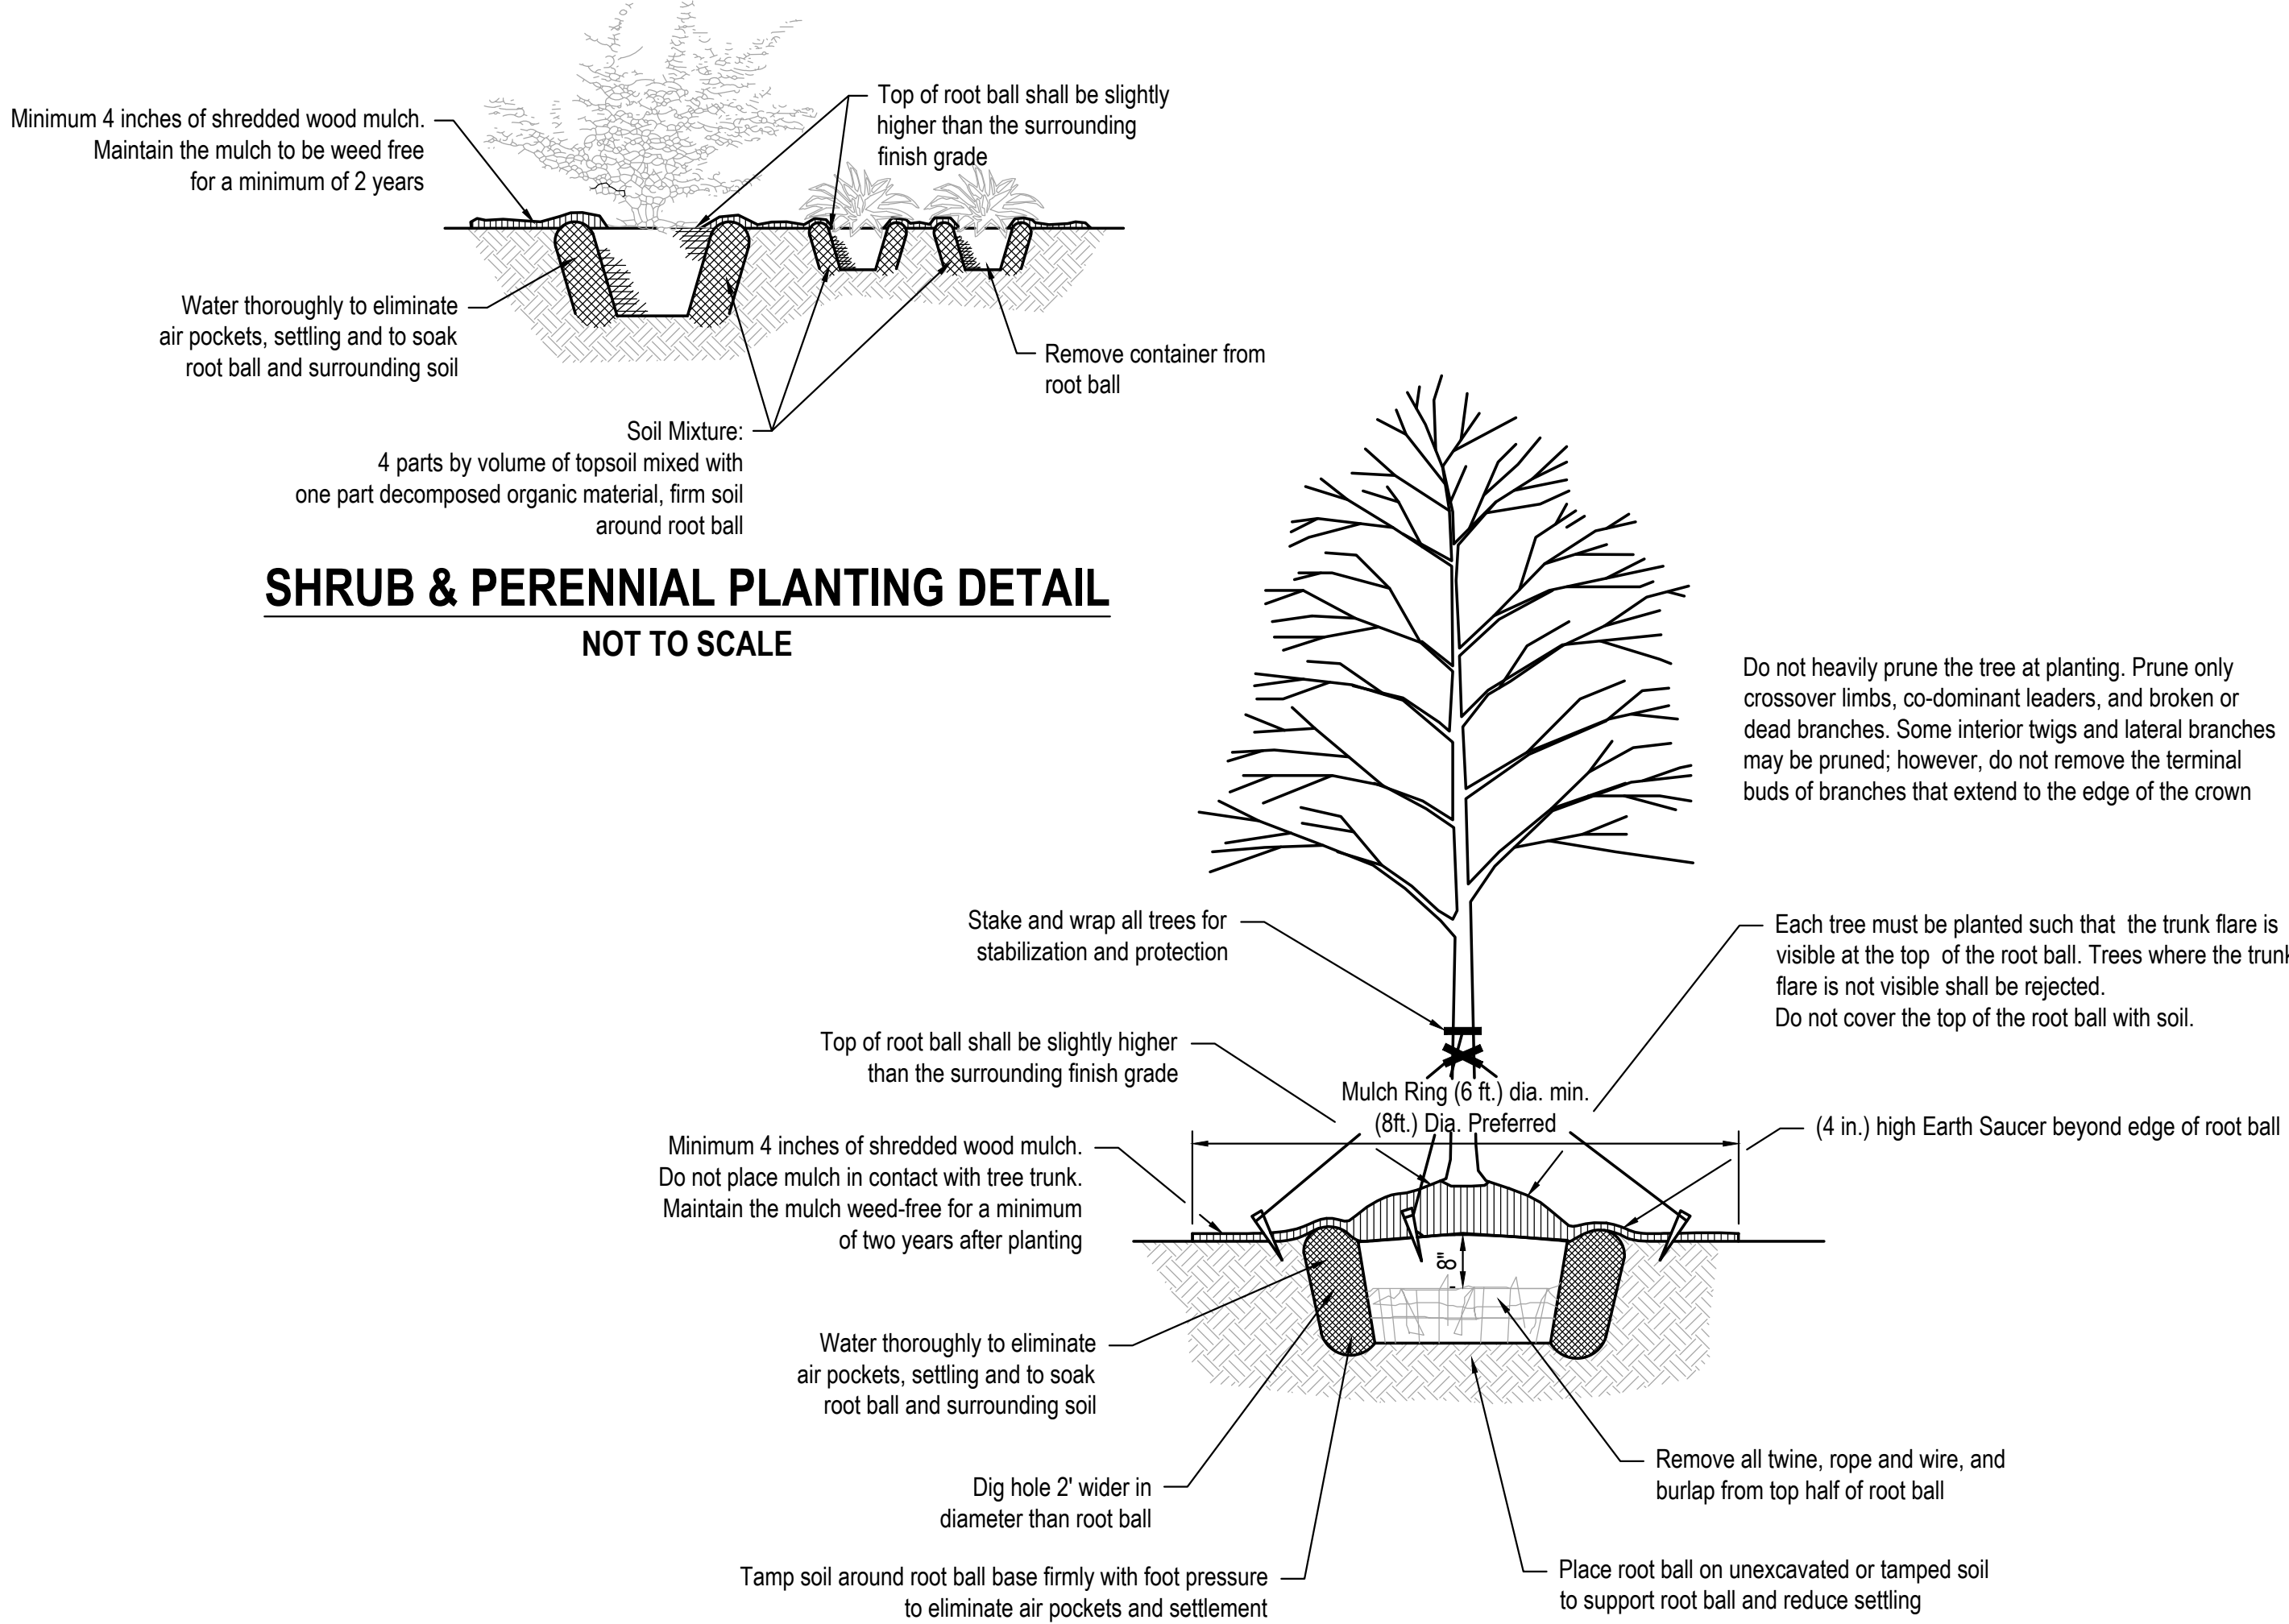 Minimum 4 inches of shredded wood mulch.
Maintain the mulch to be weed free
for a minimum of 2 years
Top of root ball shall be slightly
higher than the surrounding
finish grade
Water thoroughly to eliminate
air pockets, settling and to soak
root ball and surrounding soil
Remove container from
root ball
Soil Mixture:
4 parts by volume of topsoil mixed with
one part decomposed organic material, firm soil
around root ball
SHRUB & PERENNIAL PLANTING DETAIL
NOT TO SCALE
Do not heavily prune the tree at planting. Prune only
crossover limbs, co-dominant leaders, and broken or
dead branches. Some interior twigs and lateral branches
may be pruned; however, do not remove the terminal
buds of branches that extend to the edge of the crown
Stake and wrap all trees for
stabilization and protection
Each tree must be planted such that the trunk flare is
visible at the top of the root ball. Trees where the trunk
flare is not visible shall be rejected.
Do not cover the top of the root ball with soil.
Top of root ball shall be slightly higher
than the surrounding finish grade
Mulch Ring (6 ft.) dia. min.
(8ft.) Dia. Preferred
(4 in.) high Earth Saucer beyond edge of root ball
Minimum 4 inches of shredded wood mulch.
Do not place mulch in contact with tree trunk.
Maintain the mulch weed-free for a minimum
of two years after planting
8"
Water thoroughly to eliminate
air pockets, settling and to soak
root ball and surrounding soil
Remove all twine, rope and wire, and
burlap from top half of root ball
Dig hole 2' wider in
diameter than root ball
Place root ball on unexcavated or tamped soil
to support root ball and reduce settling
Tamp soil around root ball base firmly with foot pressure
to eliminate air pockets and settlement